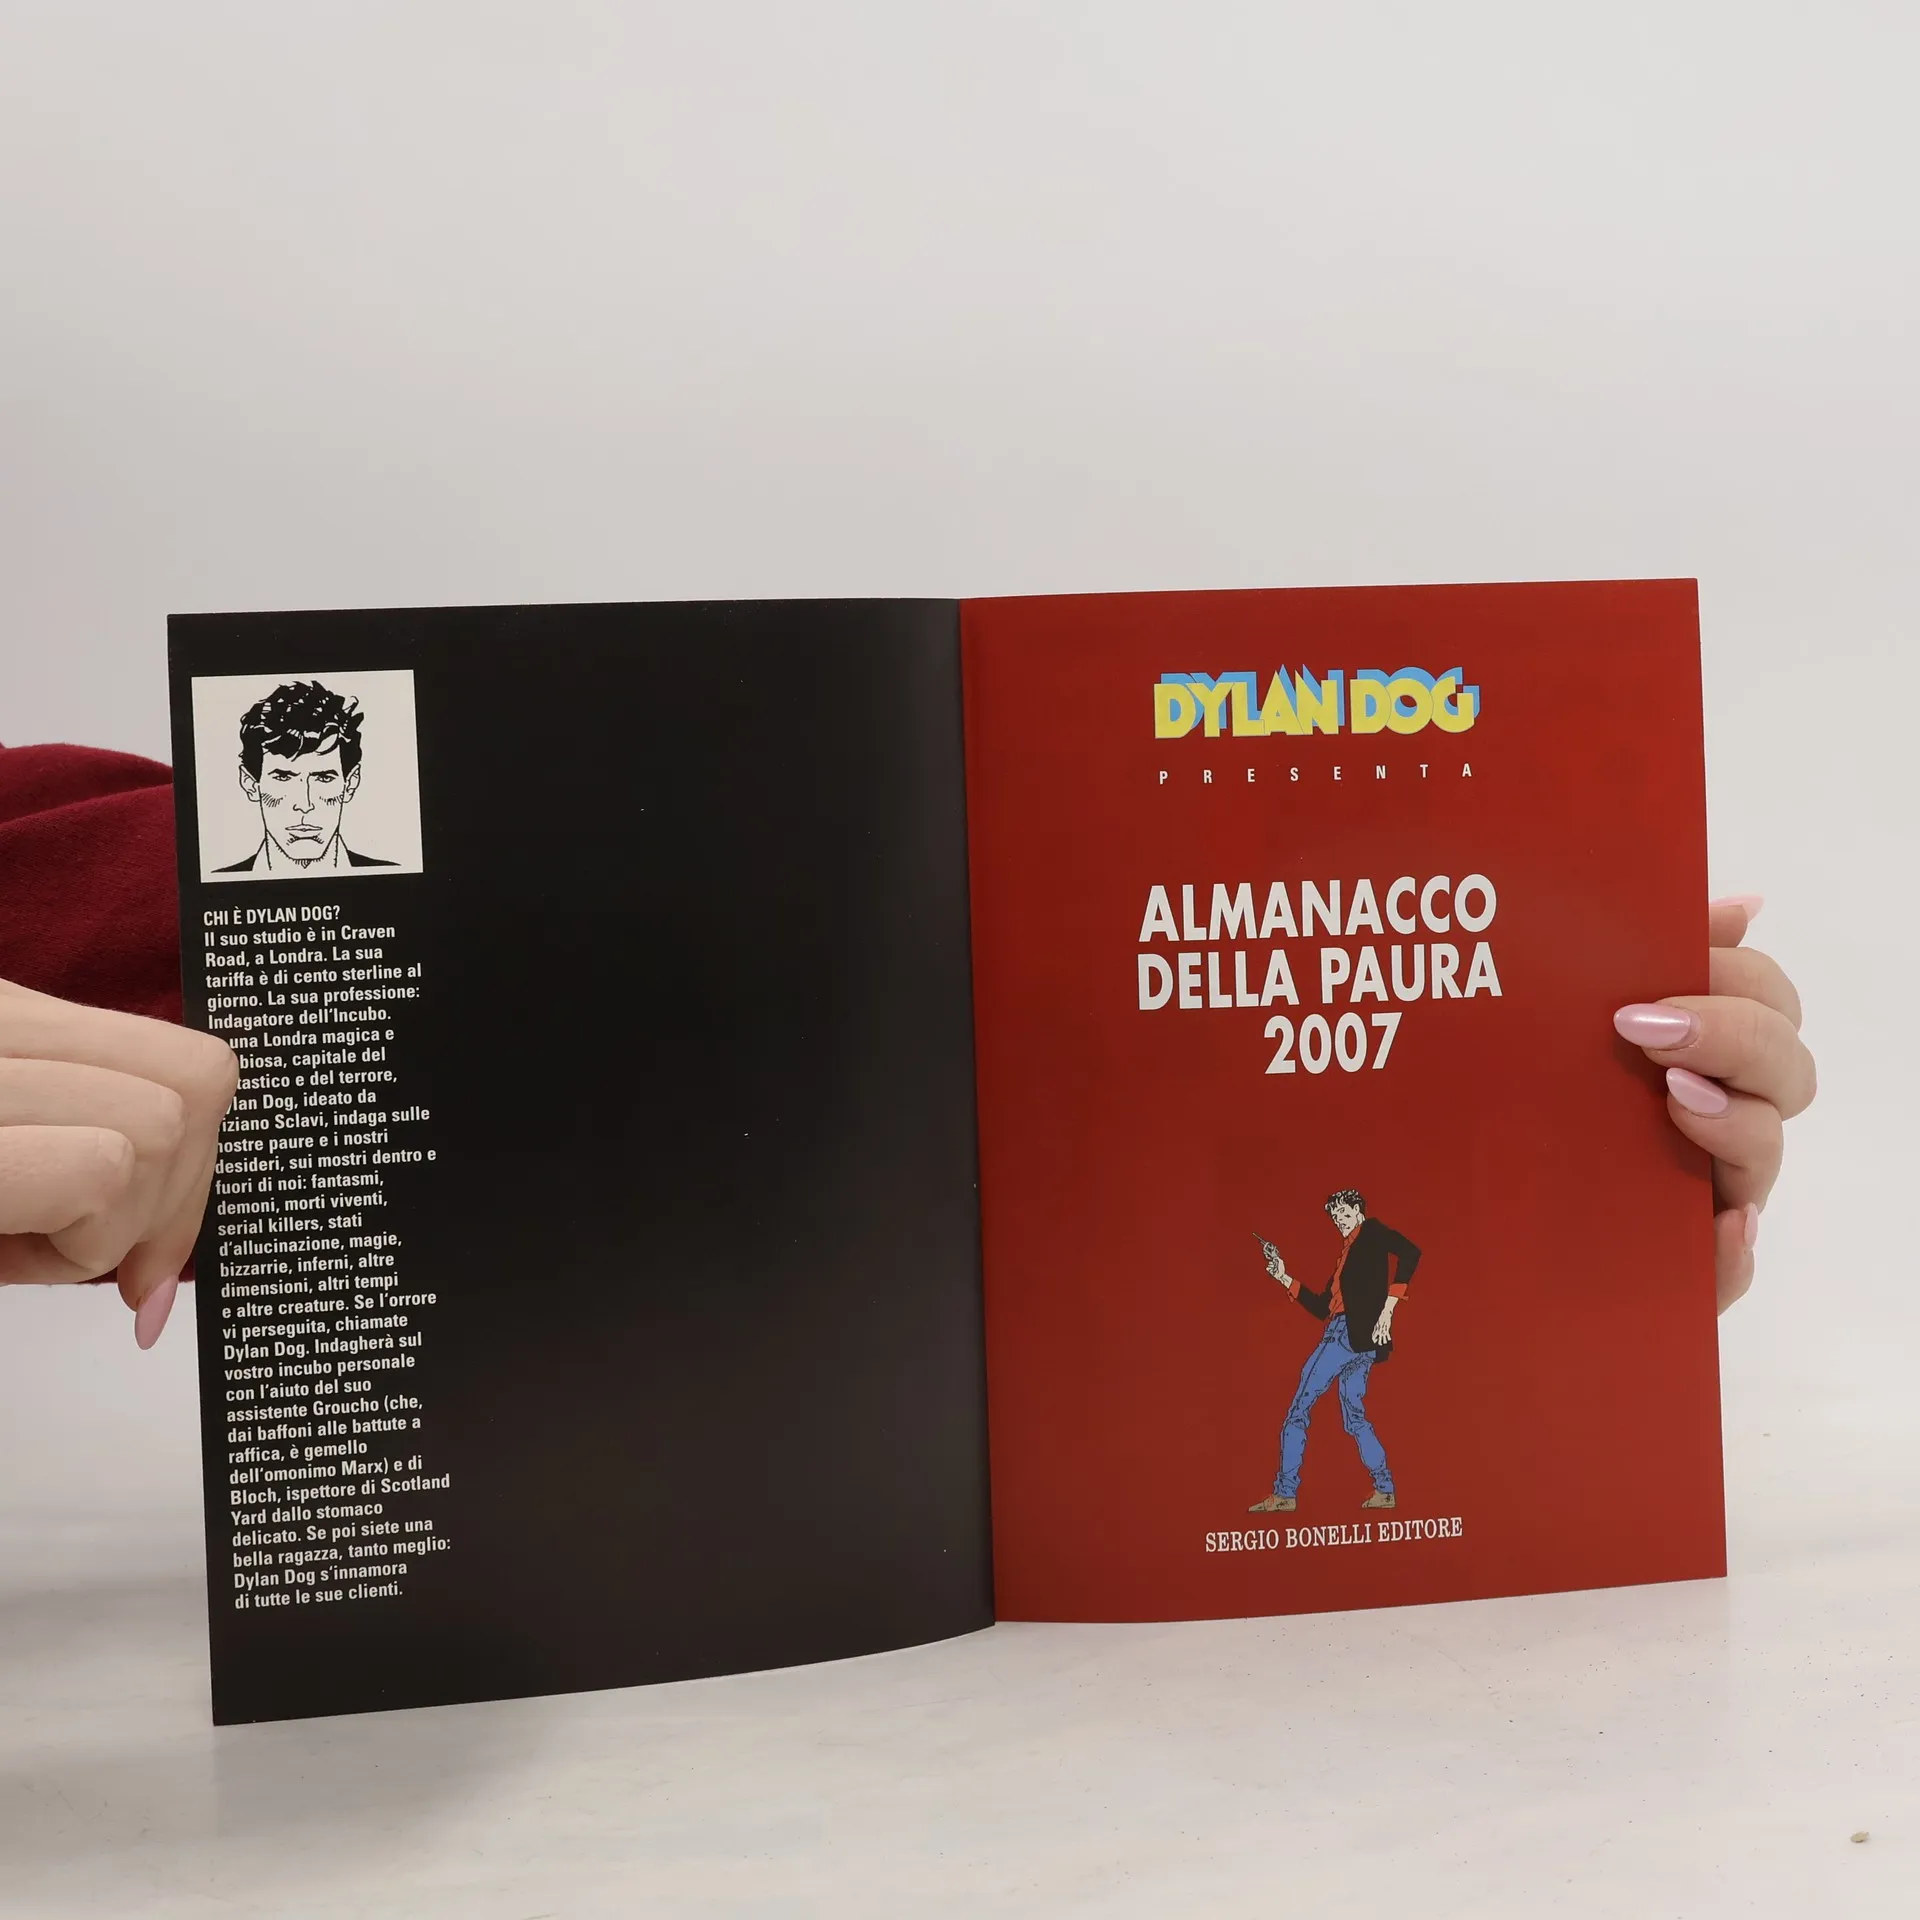 CHI È DYLAN DOG?
Il suo studio è in Craven
Road, a Londra. La sua
tariffa è di cento sterline al
giorno. La sua professione:
Indagatore dell'Incubo.
una Londra magica e
biosa, capitale del
tastico e del terrore,
ylan Dog, ideato da
iziano Sclavi, indaga sulle
nostre paure e i nostri
desideri, sui mostri dentro e
fuori di noi: fantasmi,
demoni, morti viventi,
serial killers, stati
d'allucinazione, magie,
bizzarrie, inferni, altre
dimensioni, altri tempi
e altre creature. Se l'orrore
vi perseguita, chiamate
Dylan Dog. Indagherà sul
vostro incubo personale
con l'aiuto del suo
assistente Groucho (che,
dai baffoni alle battute a
raffica, è gemello
dell'omonimo Marx) e di
Bloch, ispettore di Scotland
Yard dallo stomaco
delicato. Se poi siete una
bella ragazza, tanto meglio:
Dylan Dog s'innamora
di tutte le sue clienti.
DYLAN DOG
PRESENTA
ALMANACCO
DELLA PAURA
2007
SERGIO BONELLI EDITORE